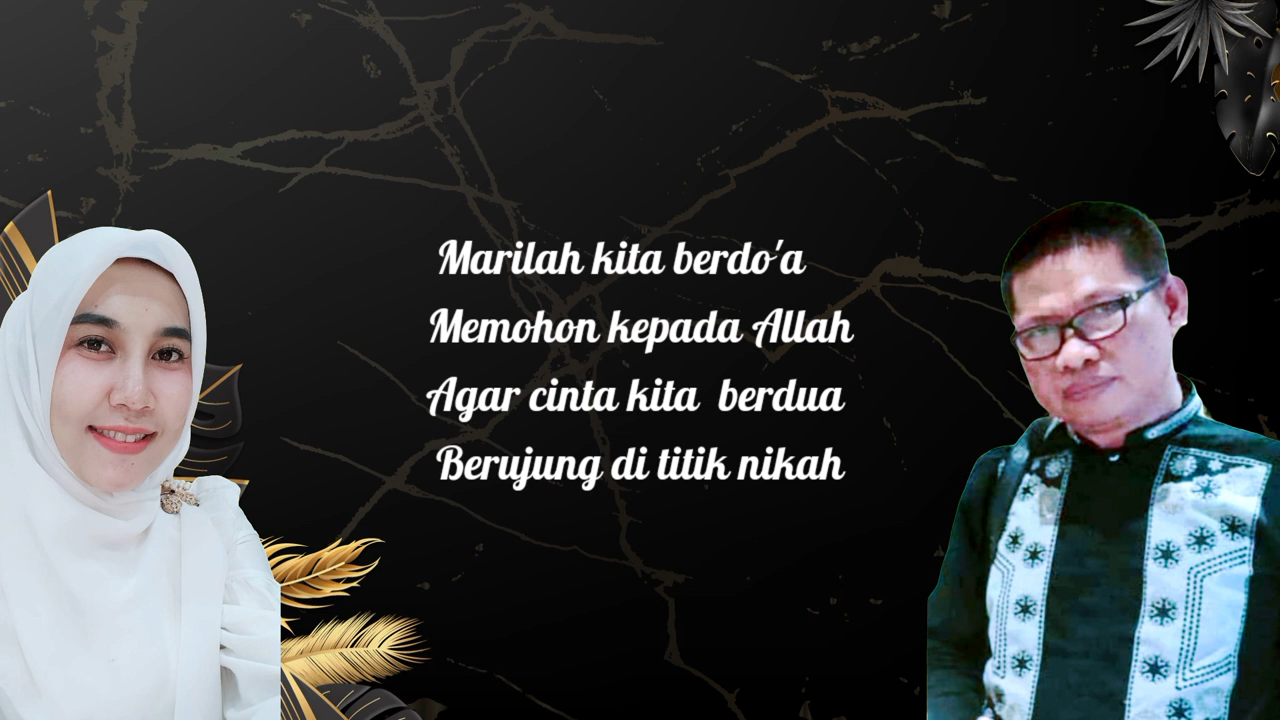 Marilah kita berdo'a
Memohon kepada Allah
Agar cinta kita berdua
Berujung di titik nikah